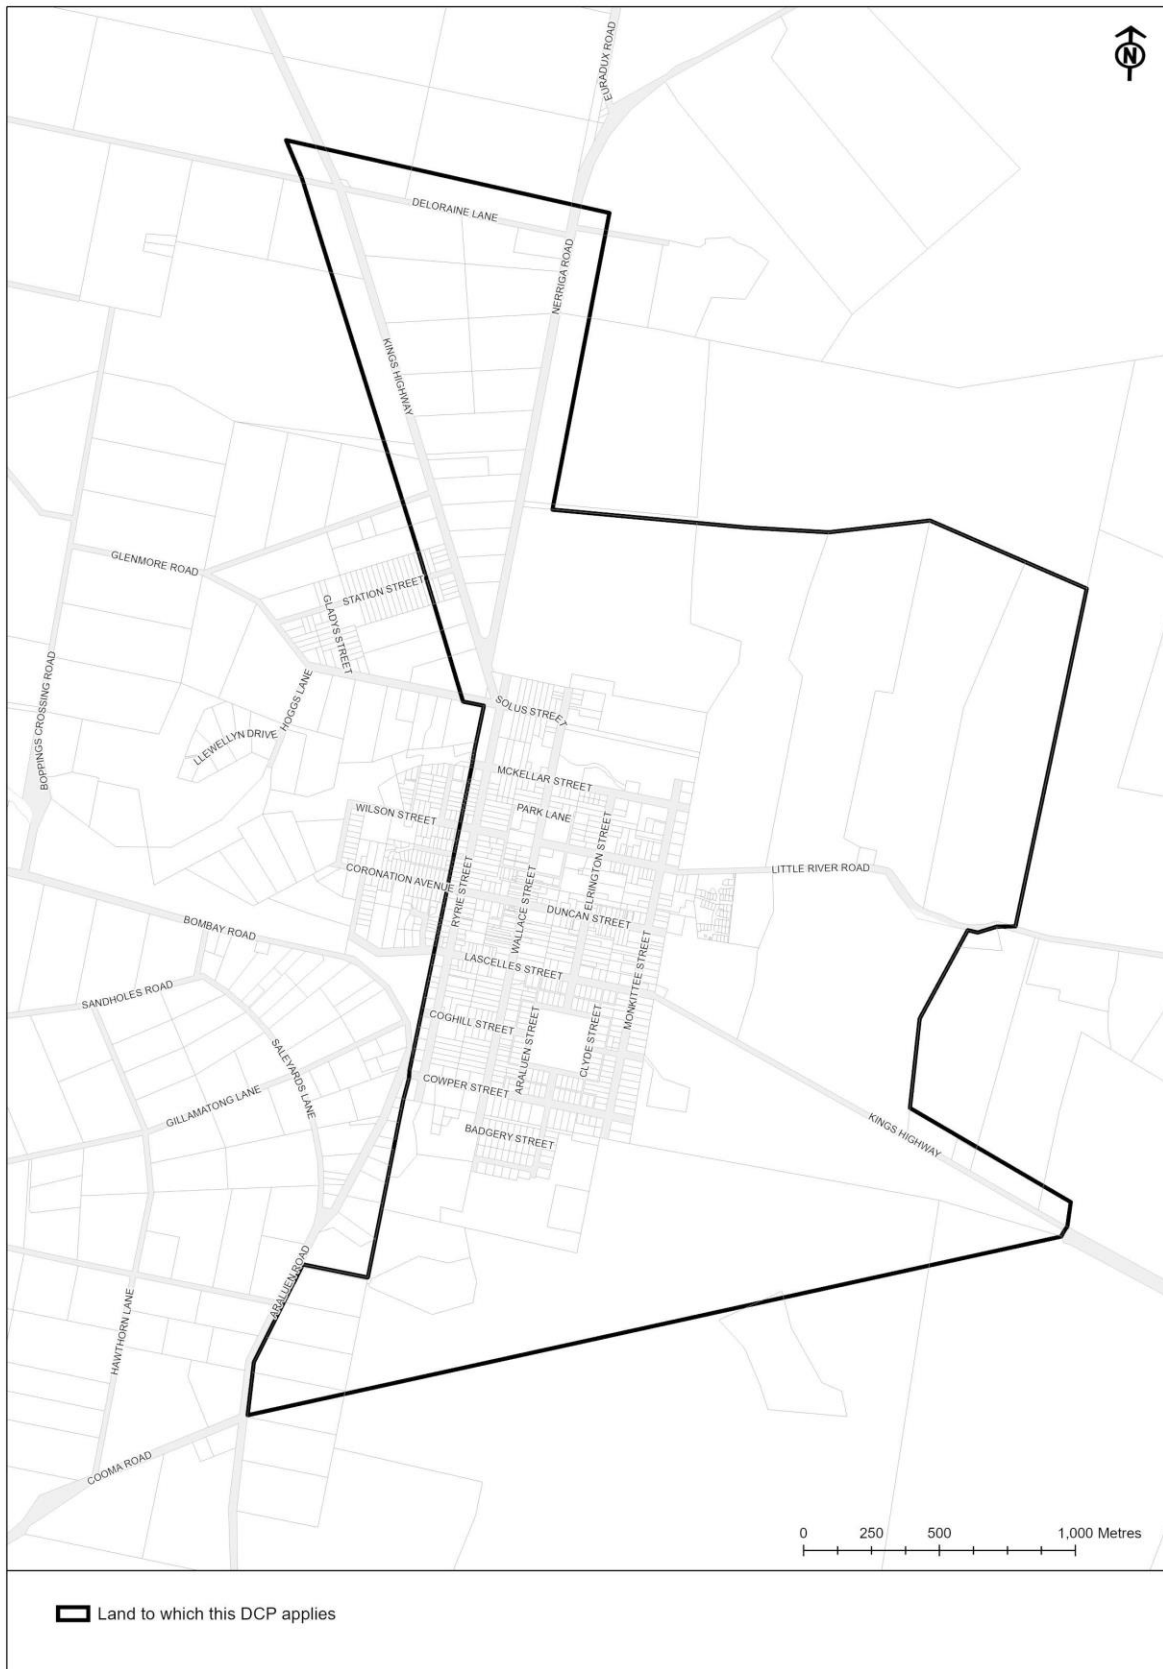 EURADUX ROAD
N
DELORAINE LANE
NERRIGA ROAD
KINGS HIGHWAY
GLENMORE ROAD
STATION STREET
GLADYS STREET
HOGGS LANE
BOPPINGS CROSSING ROAD
LLEWELLYN DRIVE
SOLUS STREET
MCKELLAR STREET
PARK LANE
WILSON STREET
ELRINGTON STREET
CORONATION AVENUE
LITTLE RIVER ROAD
RYRIE STREET
WALLACE STREET
DUNCAN STREET
BOMBAY ROAD
LASCELLES STREET
MONKITTEE STREET
SANDHOLES ROAD
COGHILL STREET
ARALUEN STREET
CLYDE STREET
SALEYARDS LANE
GILLAMATONG LANE
COWPER STREET
BADGERY STREET
KINGS HIGHWAY
ARALUEN ROAD
HAWTHORN LANE
COOMA ROAD
0 250 500 1,000 Metres
Land to which this DCP applies